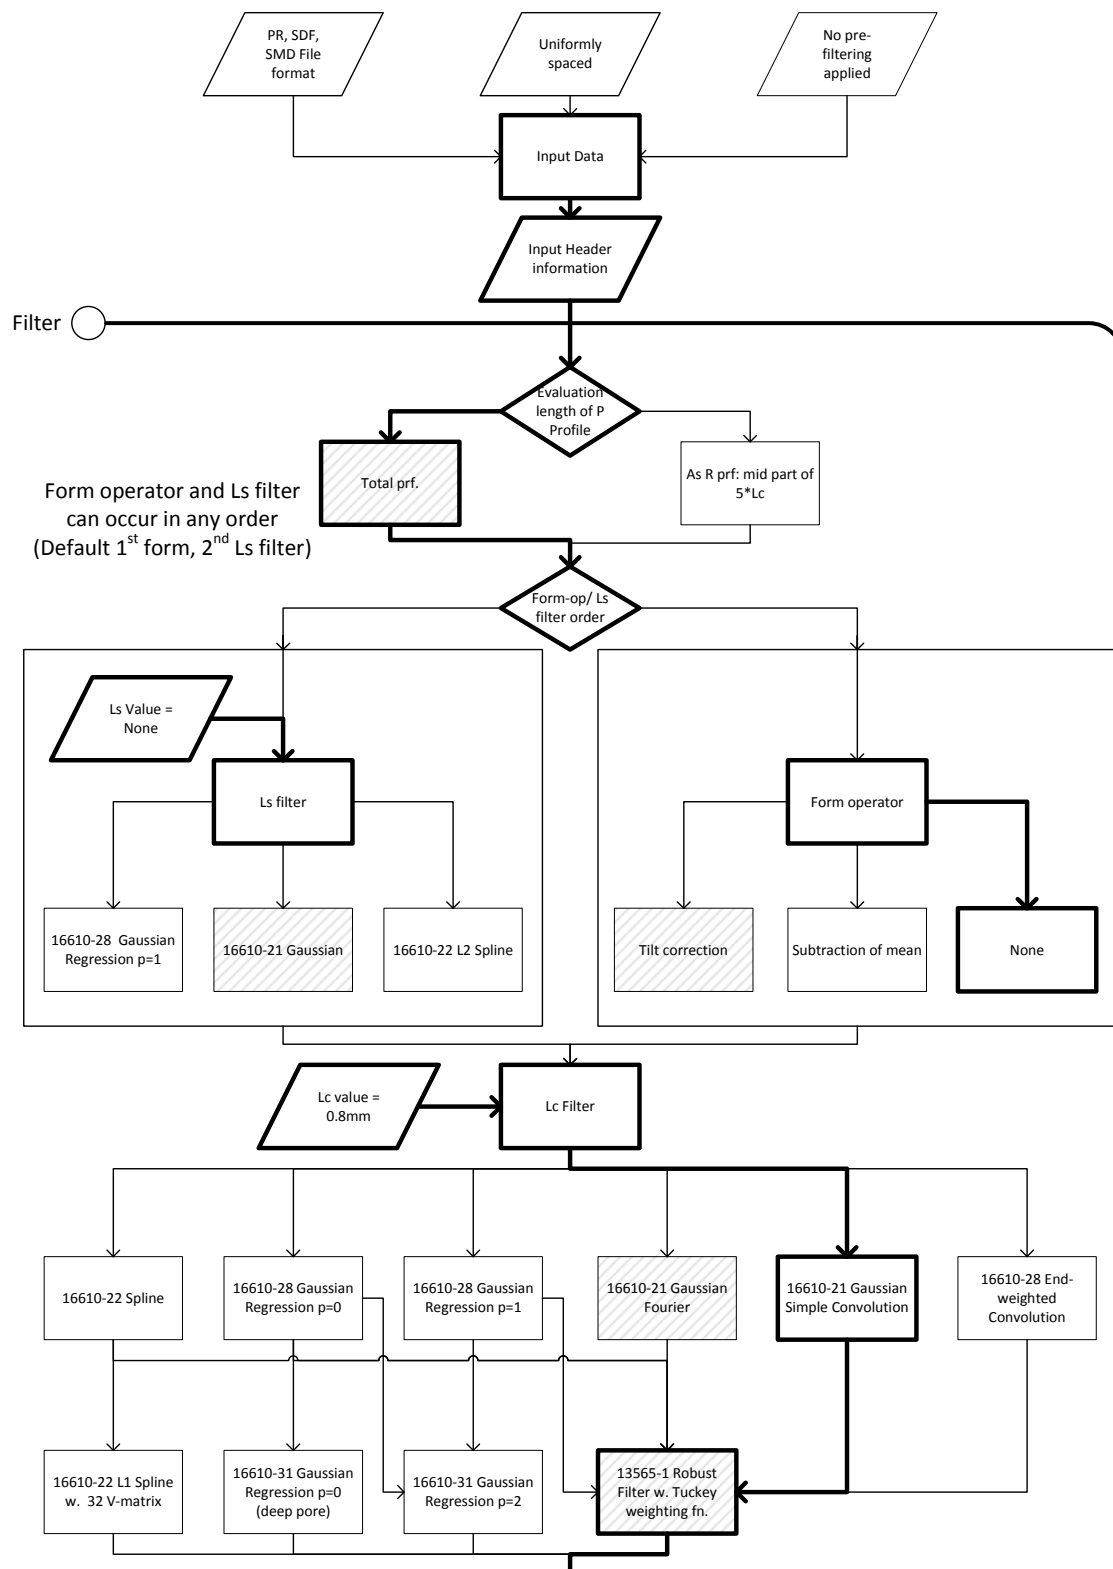 PR, SDF,
SMD File
format
Uniformly
spaced
No pre-
filtering
applied
Input Data
Input Header
information
Filter
Evaluation
length of P
Profile
Total prf.
As R prf: mid part of
5*Lc
Form operator and Ls filter
can occur in any order
(Default 1st form, 2nd Ls filter)
Form-op/ Ls
filter order
Ls Value =
None
Ls filter
Form operator
16610-28 Gaussian
Regression p=1
16610-21 Gaussian
16610-22 L2 Spline
Tilt correction
Subtraction of mean
None
Lc value =
0.8mm
Lc Filter
16610-22 Spline
16610-28 Gaussian
Regression p=0
16610-28 Gaussian
Regression p=1
16610-21 Gaussian
Fourier
16610-21 Gaussian
Simple Convolution
16610-28 End-
weighted
Convolution
16610-22 L1 Spline
w. 32 V-matrix
16610-31 Gaussian
Regression p=0
(deep pore)
16610-31 Gaussian
Regression p=2
13565-1 Robust
Filter w. Tuckey
weighting fn.